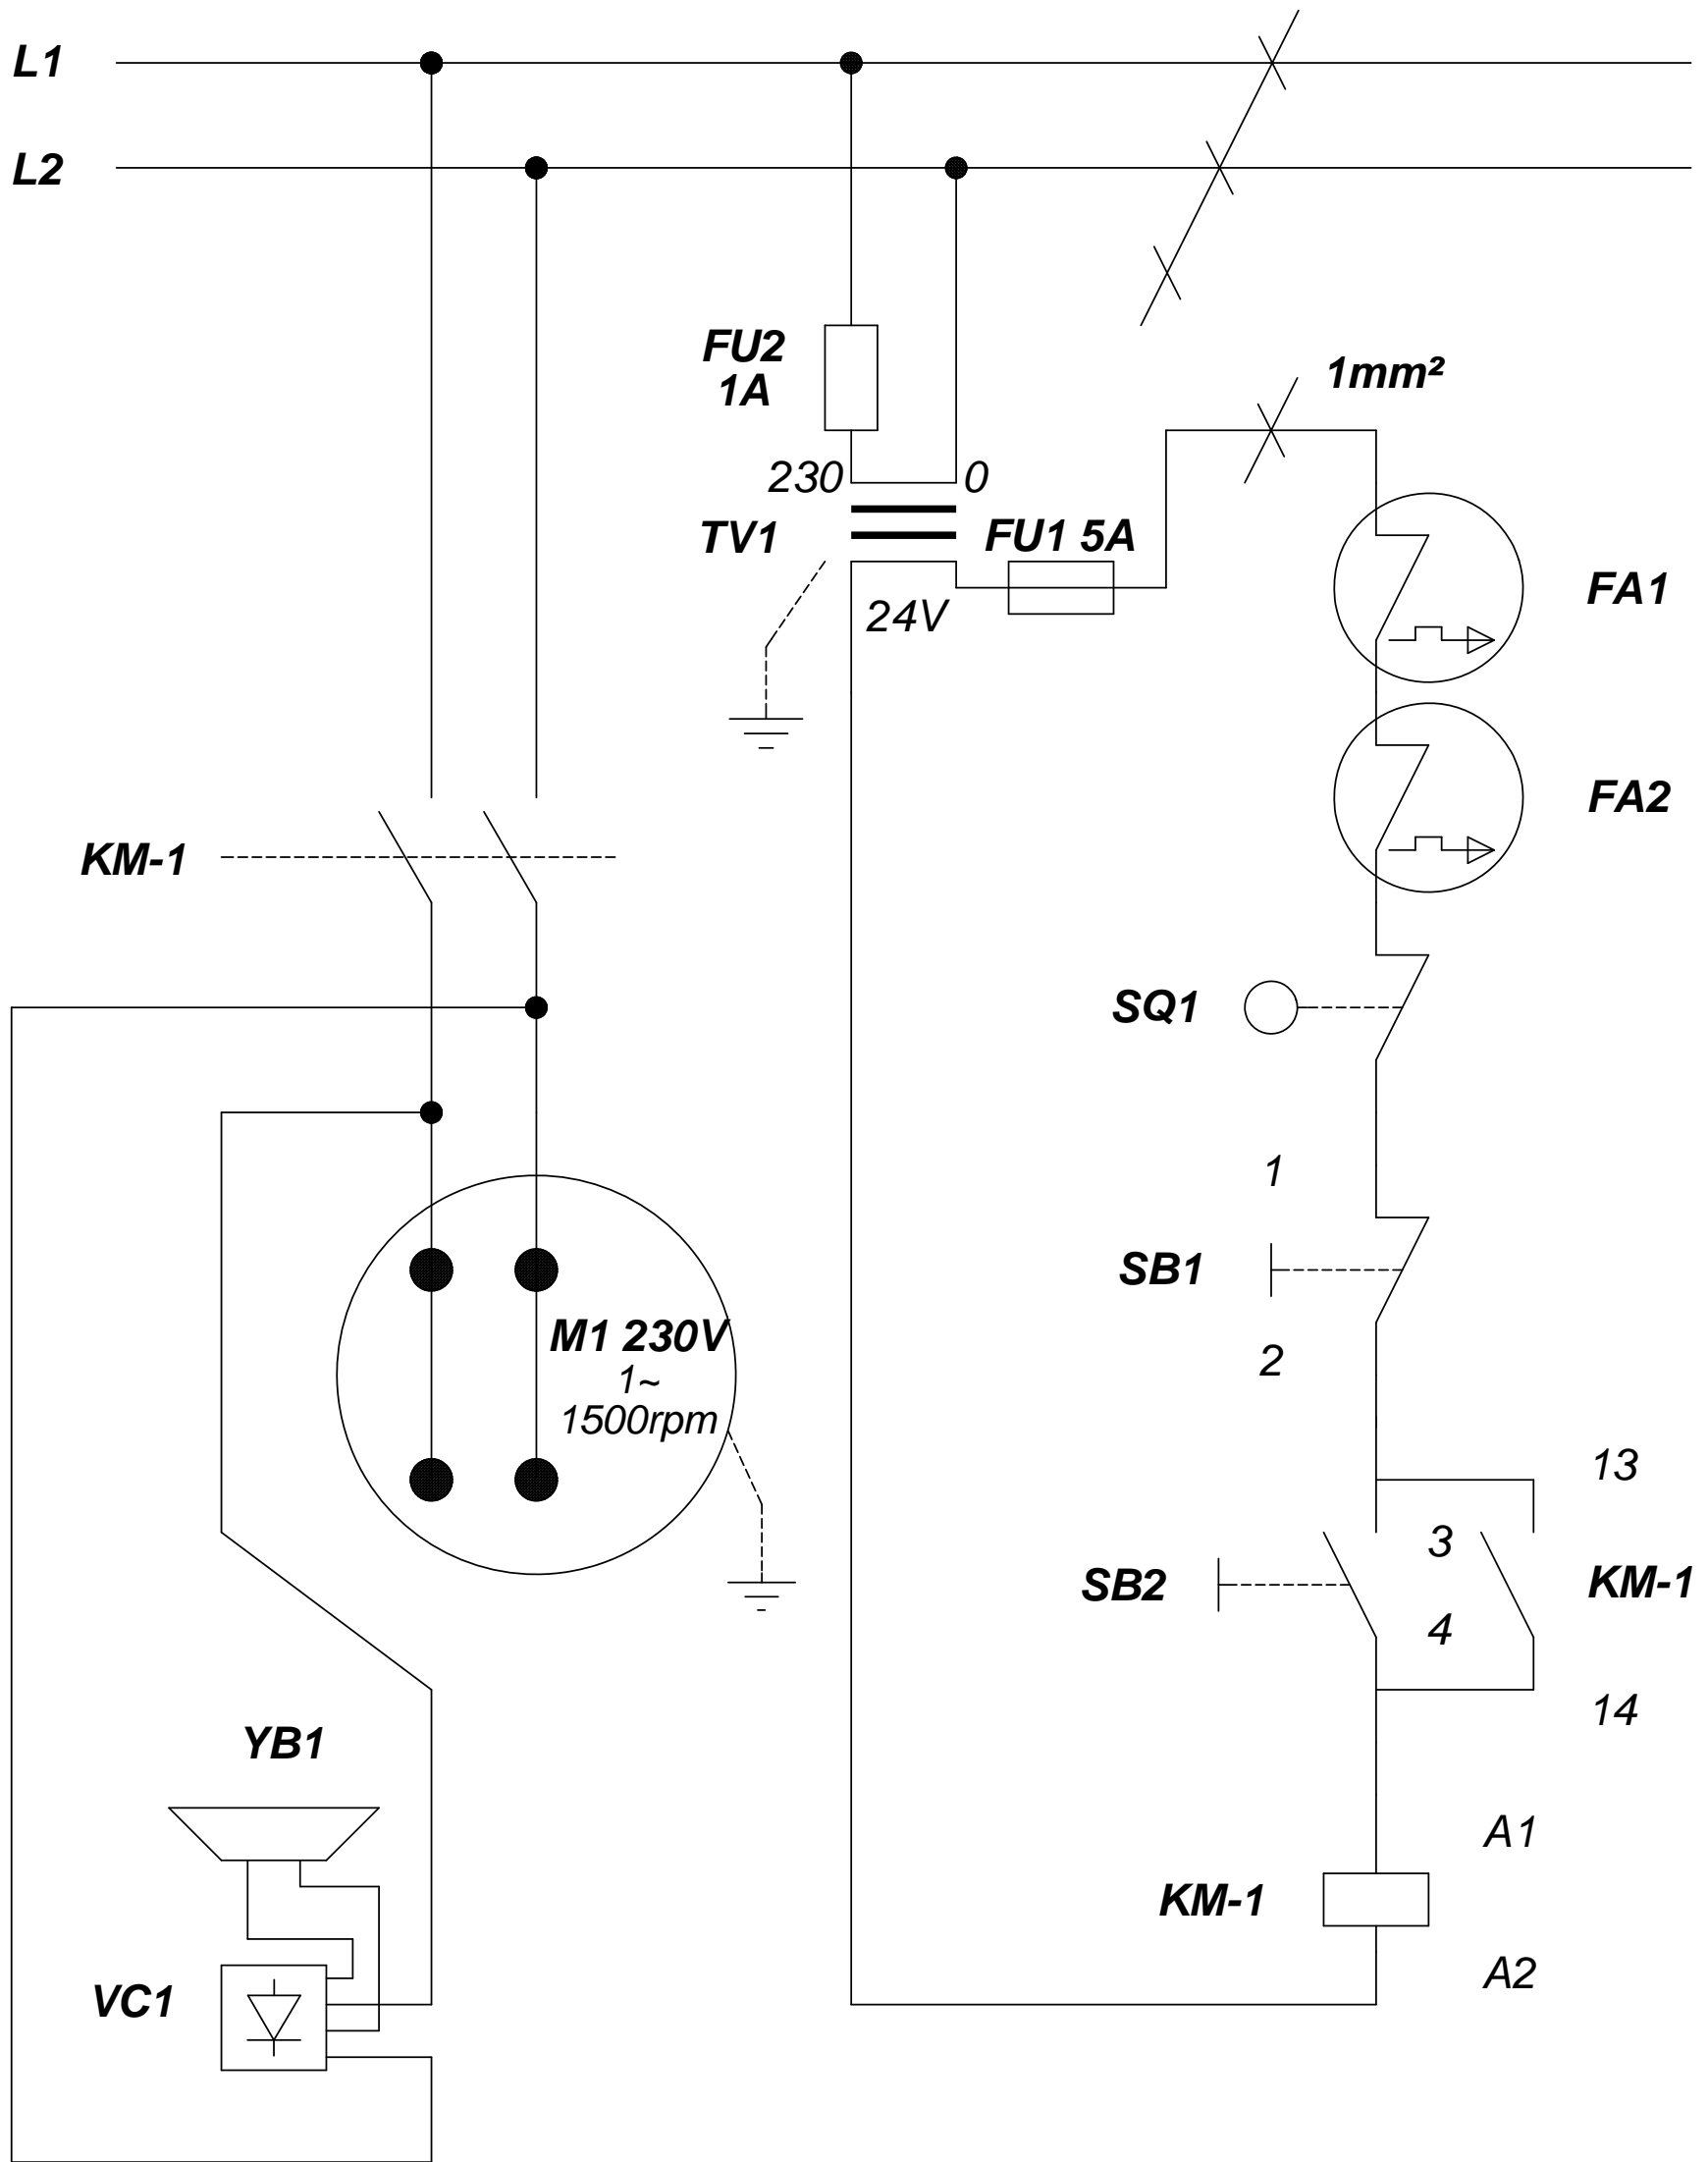 L1
L2
FU2
1A
1mm²
230
0
TV1
FU1 5A
24V
FA1
FA2
KM-1
SQ1
1
SB1
2
M1 230V
1~
1500rpm
13
3
SB2
KM-1
4
14
YB1
A1
KM-1
A2
VC1